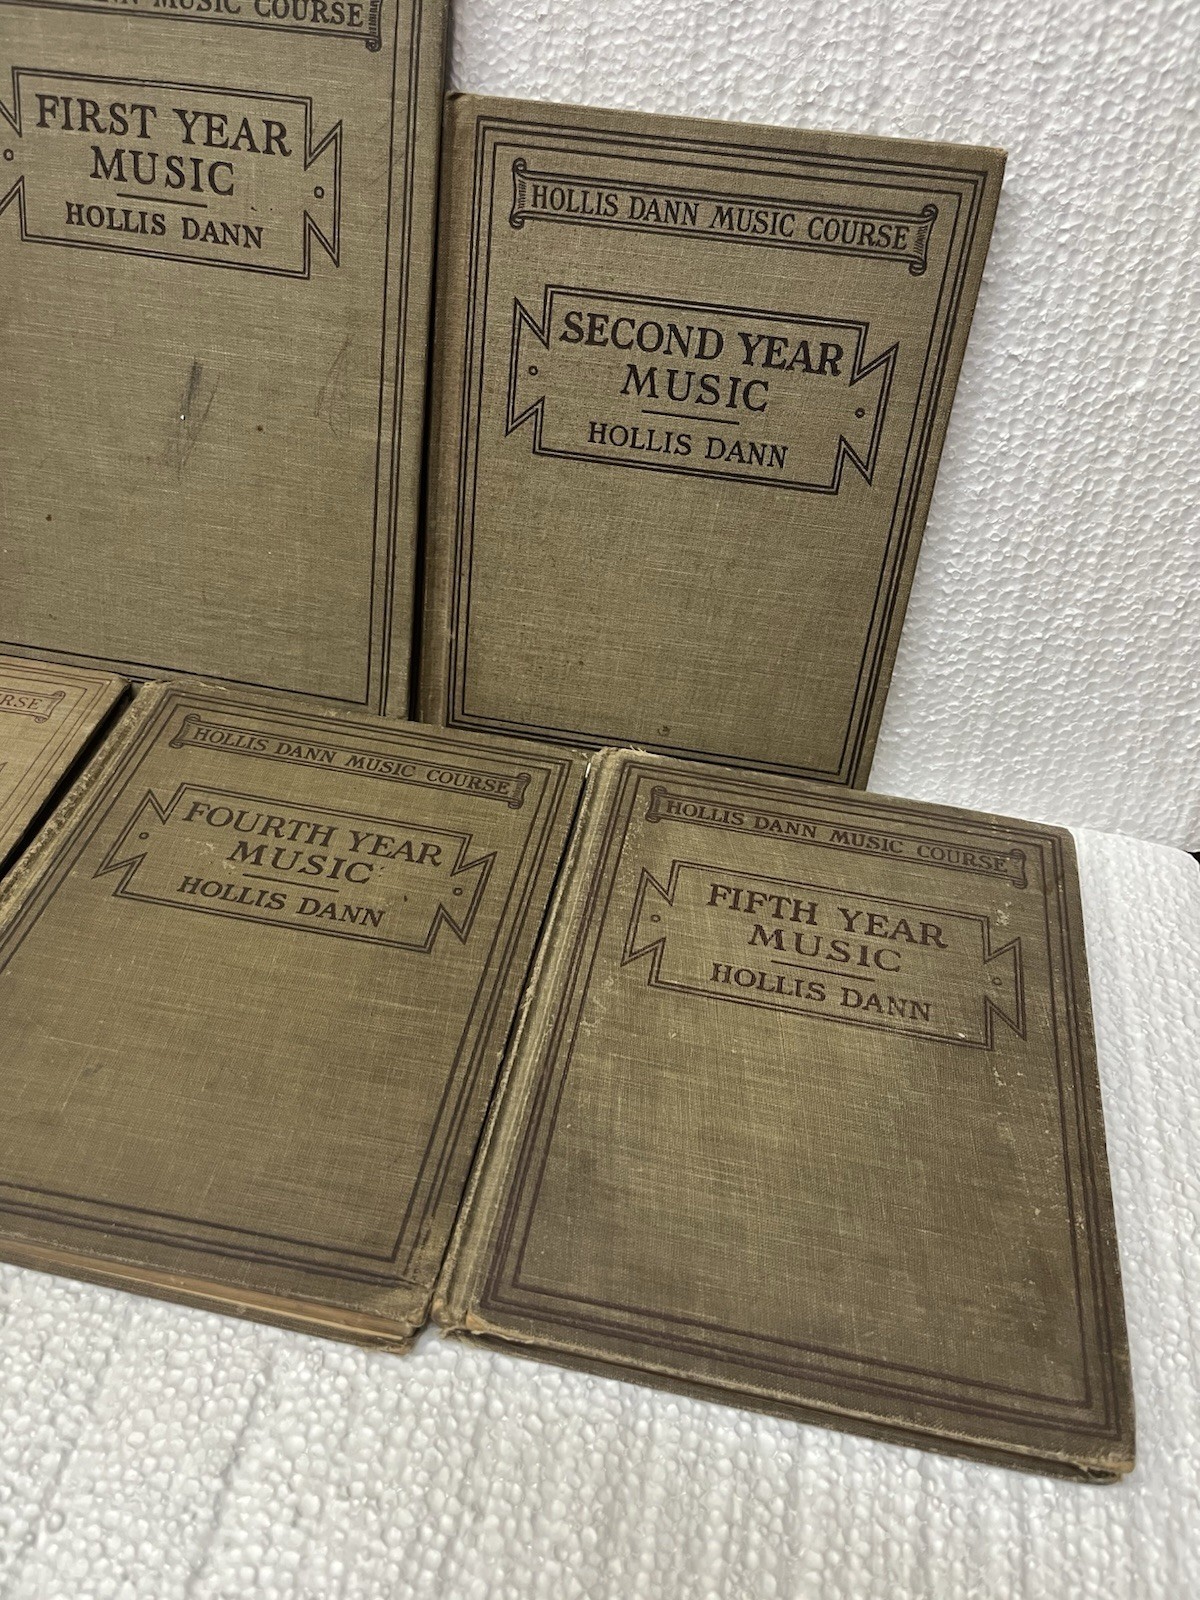 MUSIC COURSE
FIRST YEAR
MUSIC
HOLLIS DANN
HOLLIS DANN MUSIC COURSE
SECOND YEAR
MUSIC
HOLLIS DANN
HOLLIS DANN MUSIC COURSE
FOURTH YEAR
MUSIC
HOLLIS DANN
HOLLIS DANN MUSIC COURSE
FIFTH YEAR
MUSIC
HOLLIS DANN